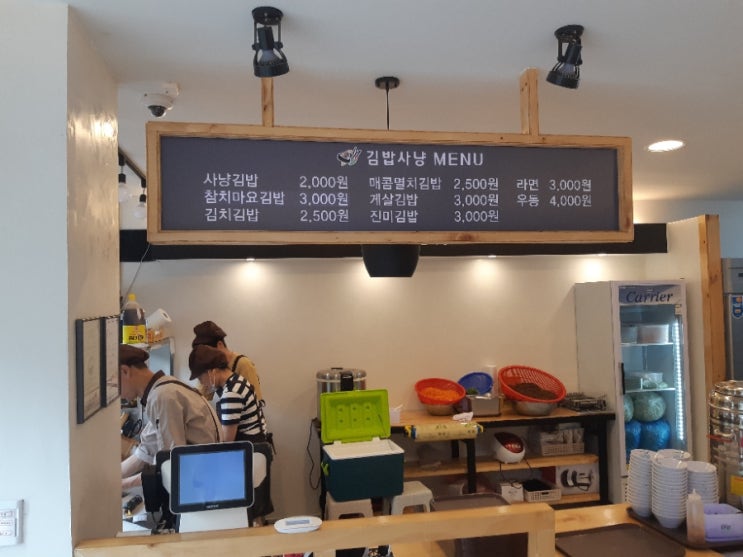 김밥사냥 MENU
사냥김밥 2,000원 매콤멸치김밥 2,500원 라면 3,000원
참치마요김밥 3,000원 게살김밥 3,000원 우동 4,000원
김치김밥 2,500원 진미김밥 3,000원
Carrier